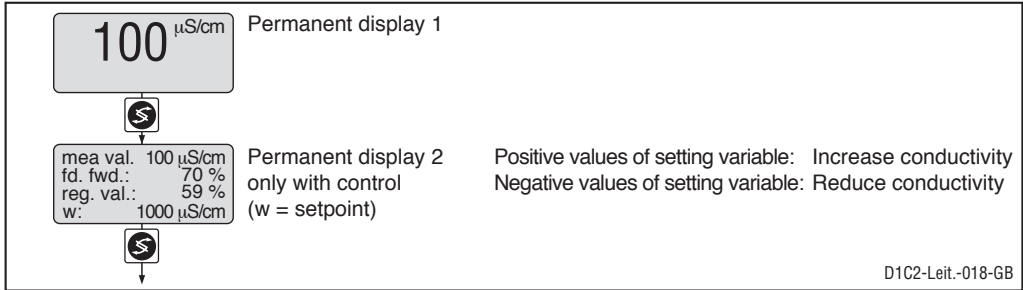 100 µS/cm
Permanent display 1
mea val. 100 µS/cm
fd. fwd.: 70 %
reg. val.: 59 %
w: 1000 µS/cm
Permanent display 2
only with control
(w = setpoint)
Positive values of setting variable: Increase conductivity
Negative values of setting variable: Reduce conductivity
D1C2-Leit.-018-GB